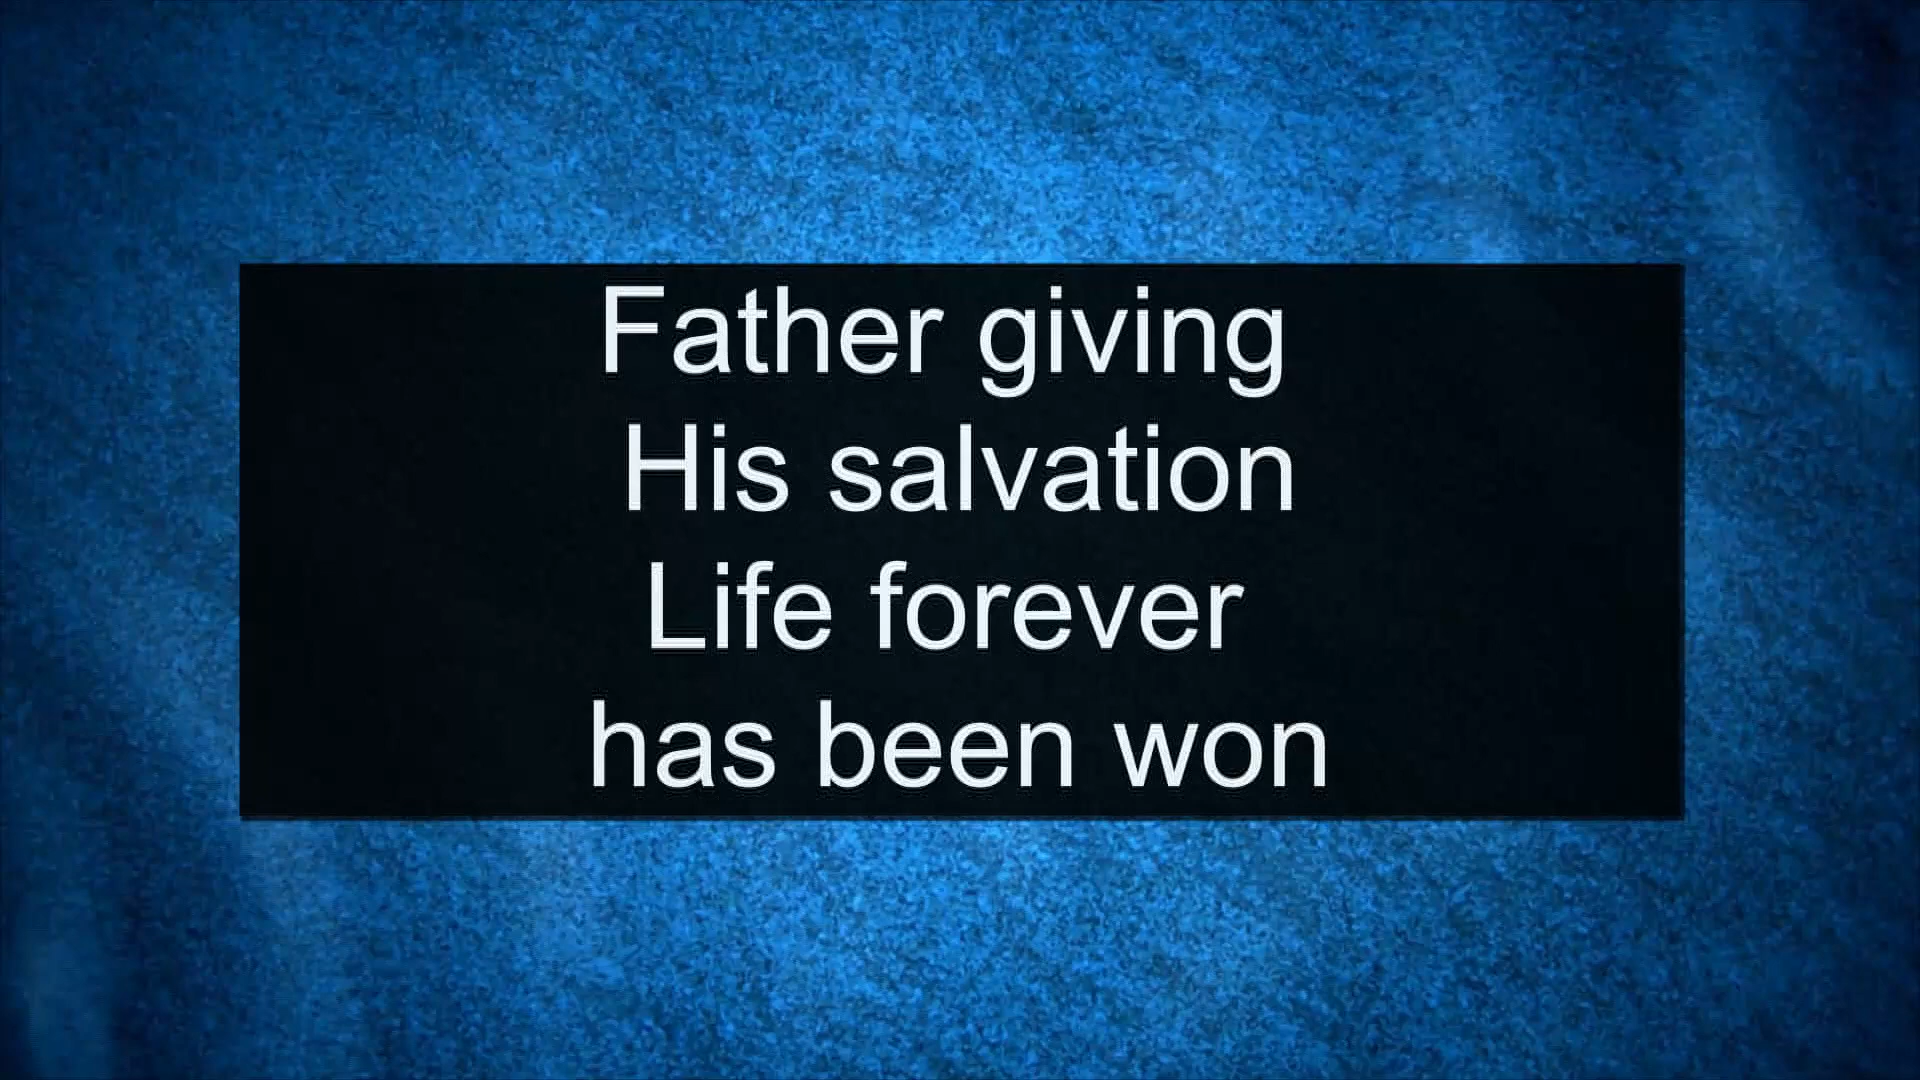 Father giving
His salvation
Life forever
has been won